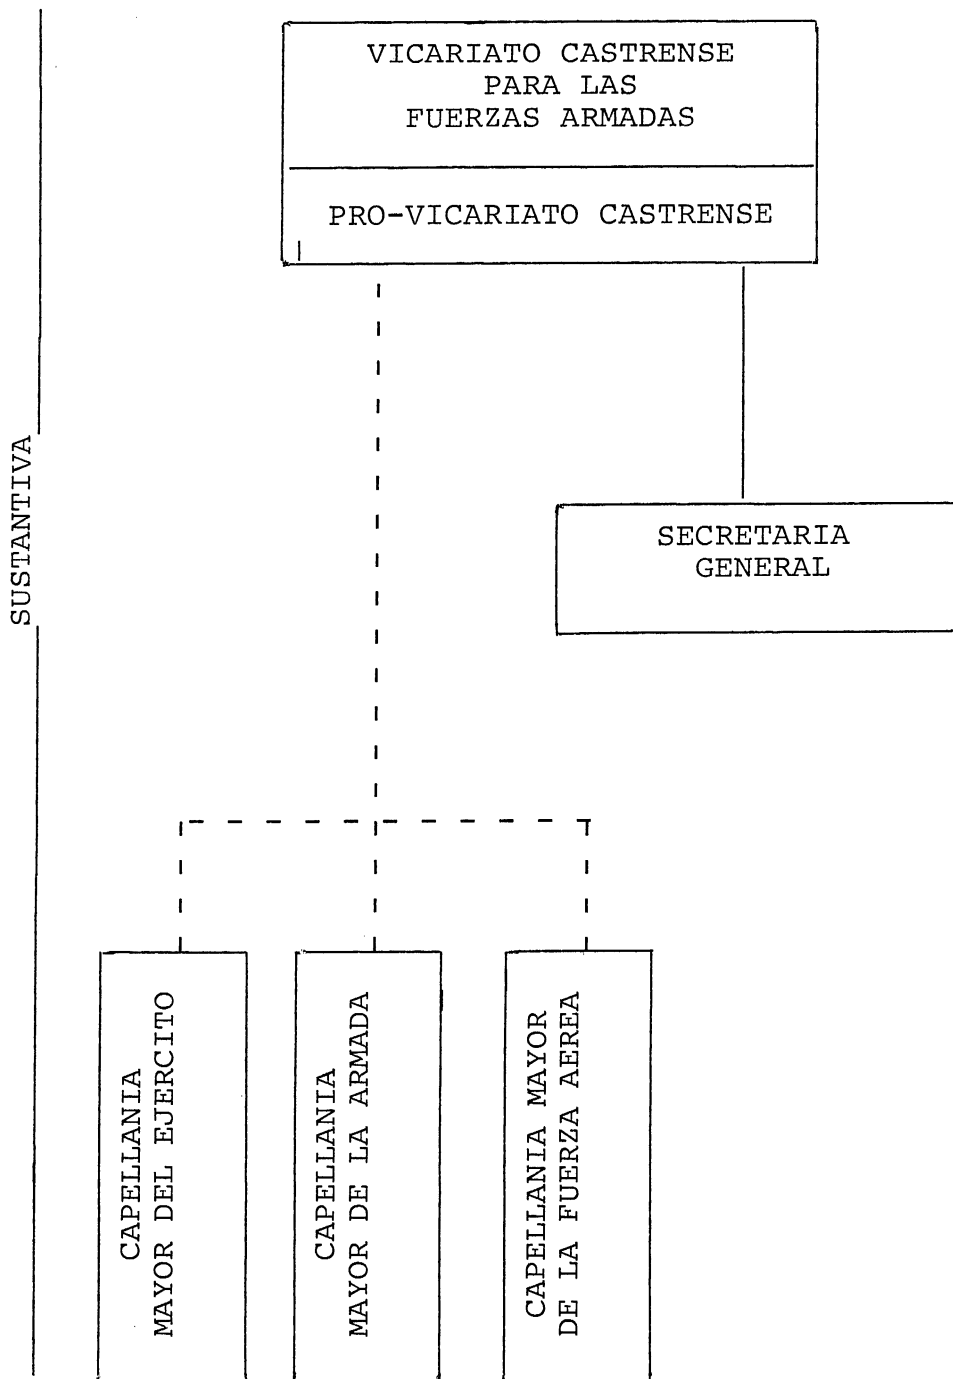 VICARIATO CASTRENSE
PARA LAS
FUERZAS ARMADAS
PRO-VICARIATO CASTRENSE
SUSTANTIVA
SECRETARIA
GENERAL
CAPELLANIA
MAYOR DEL EJERCITO
CAPELLANIA
MAYOR DE LA ARMADA
CAPELLANIA MAYOR
DE LA FUERZA AEREA